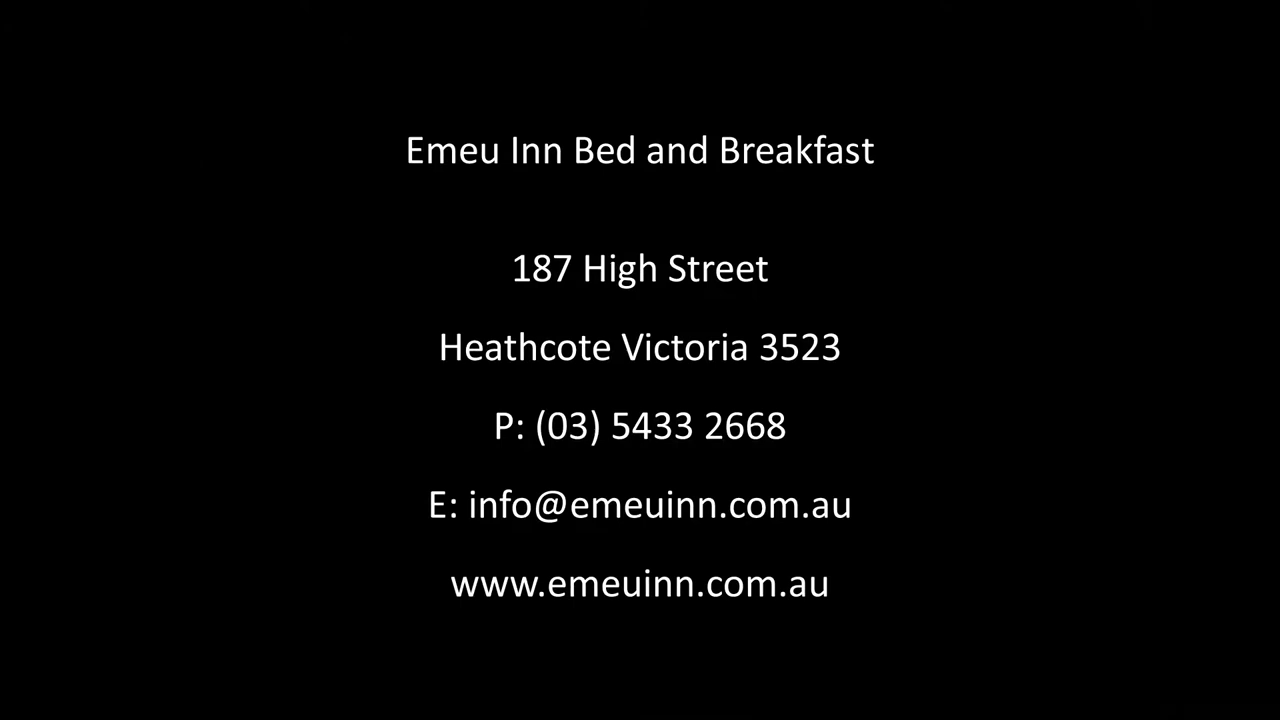 Emeu Inn Bed and Breakfast
187 High Street
Heathcote Victoria 3523
P: (03) 5433 2668
E: info@emeuinn.com.au
www.emeuinn.com.au